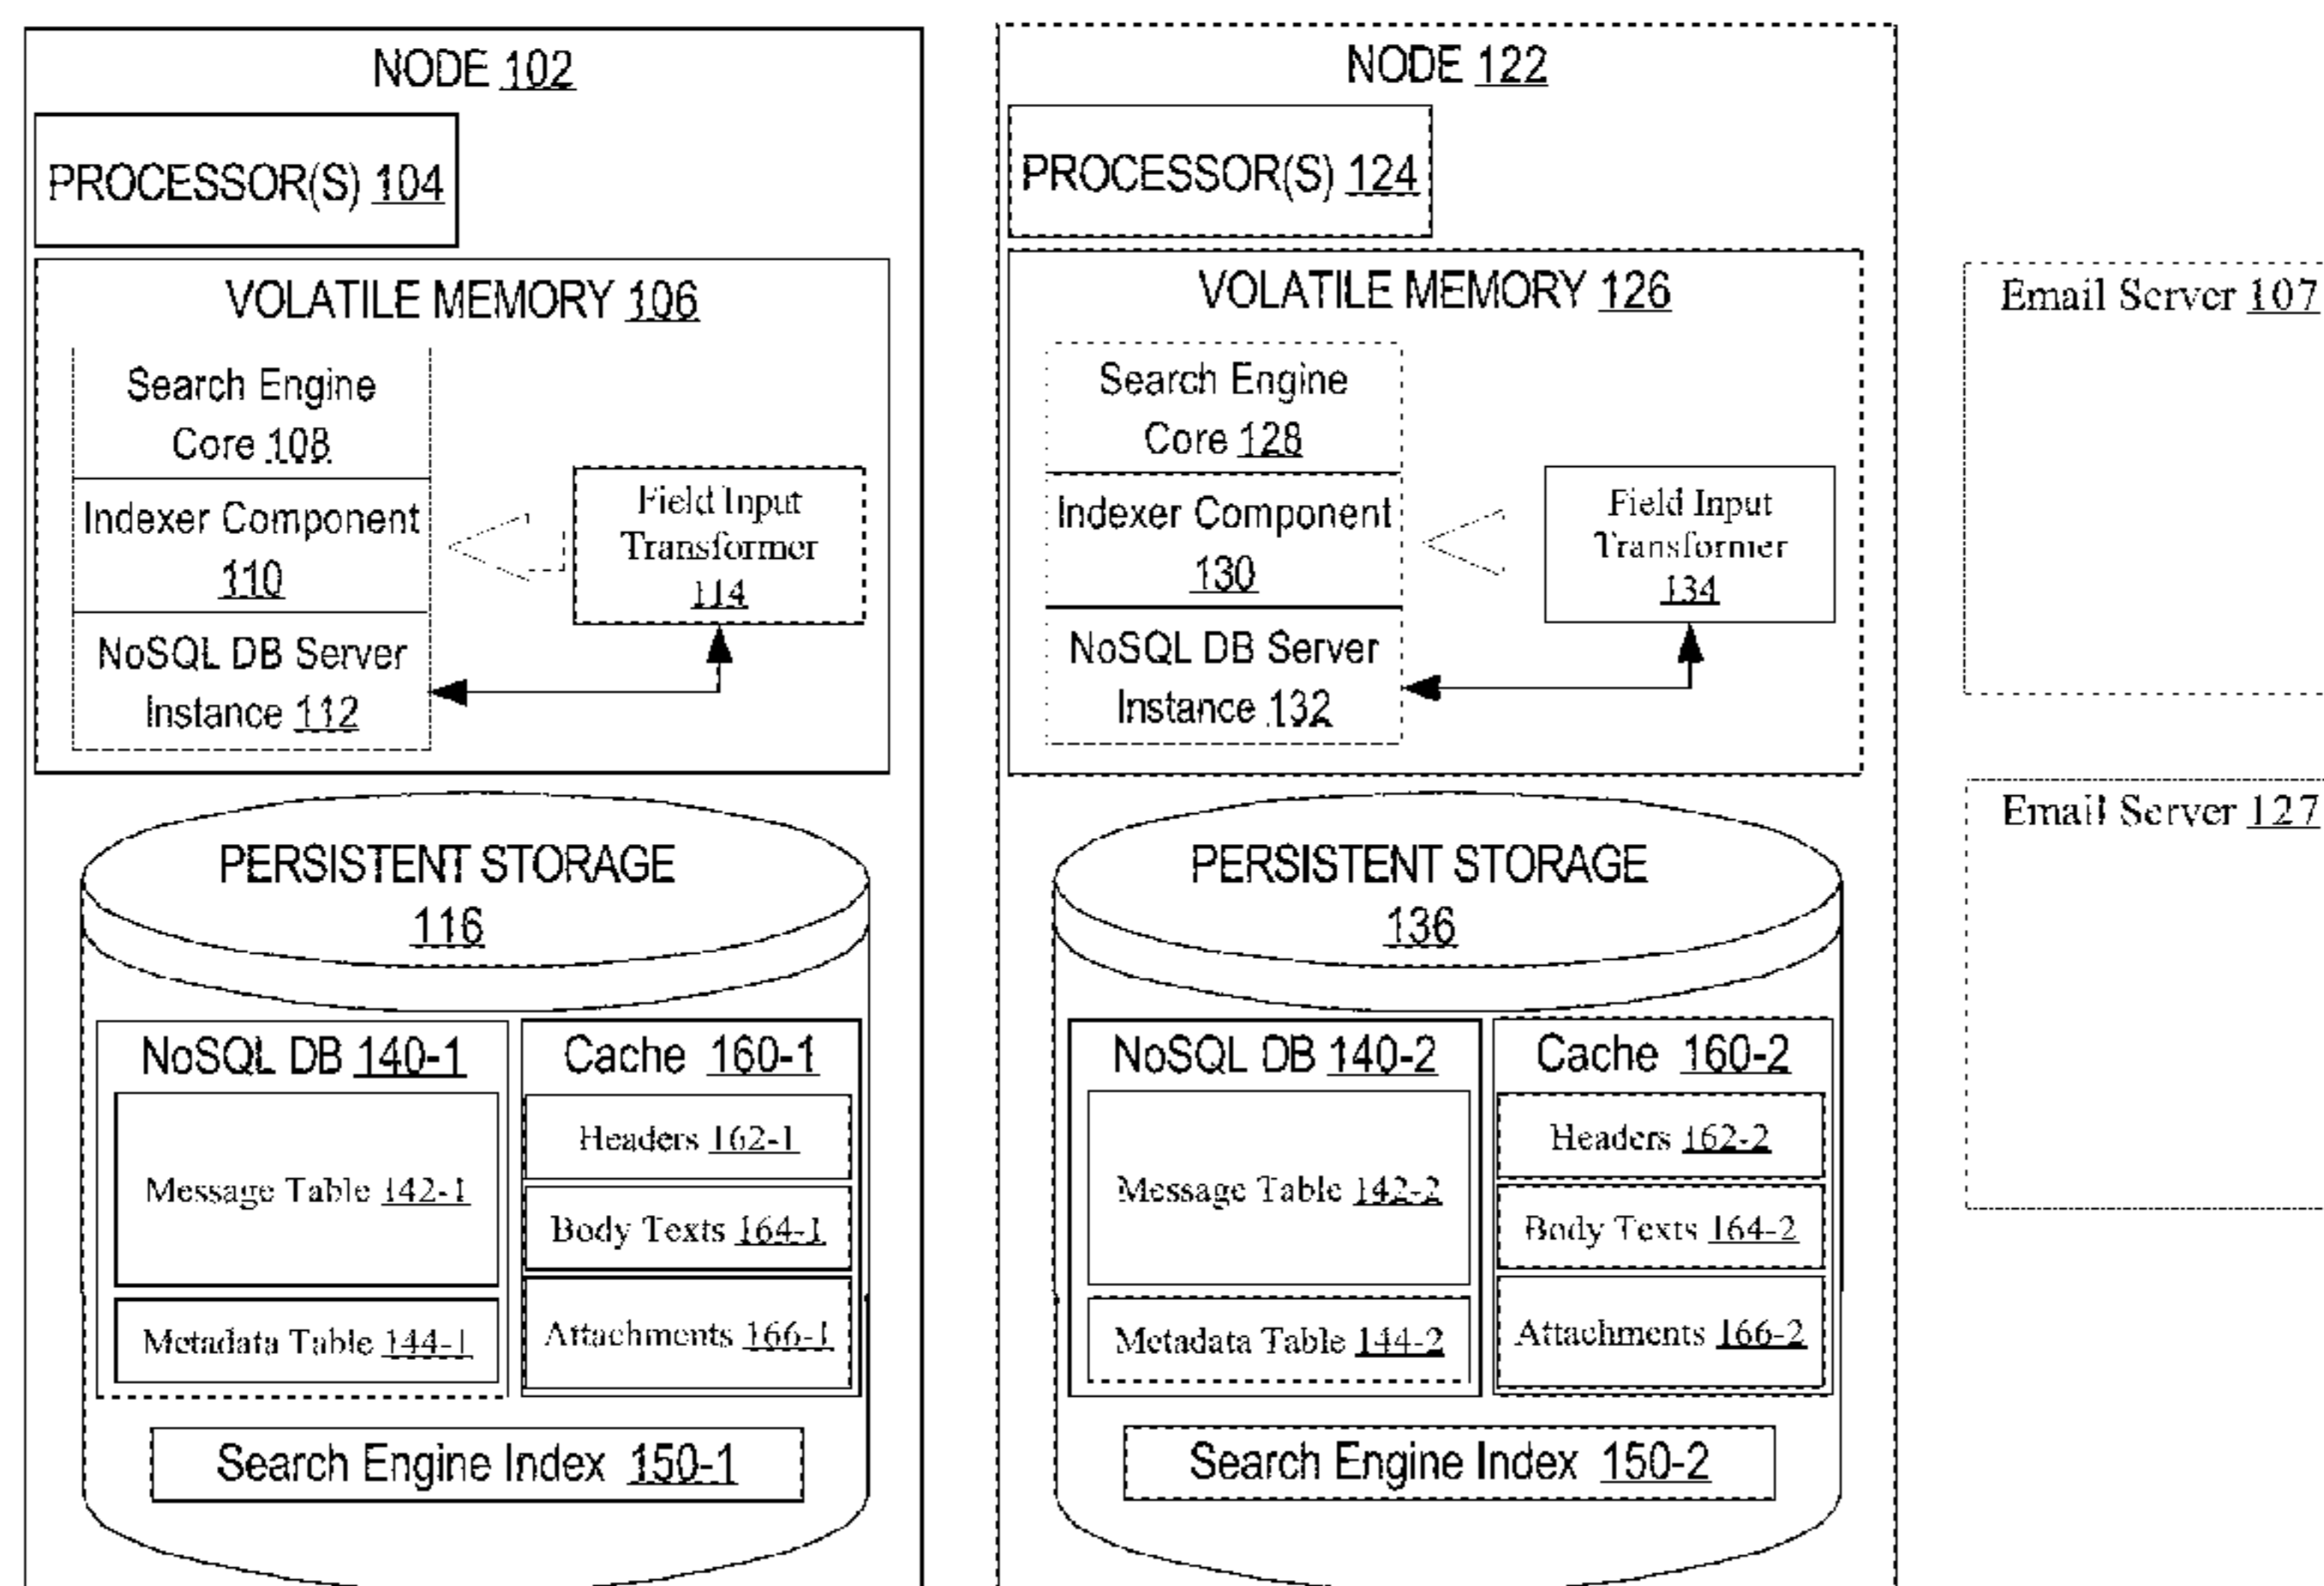 NODE 102
PROCESSOR(S) 104
VOLATILE MEMORY 106
Search Engine
Core 108
Indexer Component
110
NoSQL DB Server
Instance 112
Field Input
Transformer
114
PERSISTENT STORAGE
116
NoSQL DB 140-1
Message Table 142-1
Metadata Table 144-1
Cache 160-1
Headers 162-1
Body Texts 164-1
Attachments 166-1
Search Engine Index 150-1
NODE 122
PROCESSOR(S) 124
VOLATILE MEMORY 126
Search Engine
Core 128
Indexer Component
130
NoSQL DB Server
Instance 132
Field Input
Transformer
134
PERSISTENT STORAGE
136
NoSQL DB 140-2
Message Table 142-2
Metadata Table 144-2
Cache 160-2
Headers 162-2
Body Texts 164-2
Attachments 166-2
Search Engine Index 150-2
Email Server 107
Email Server 127